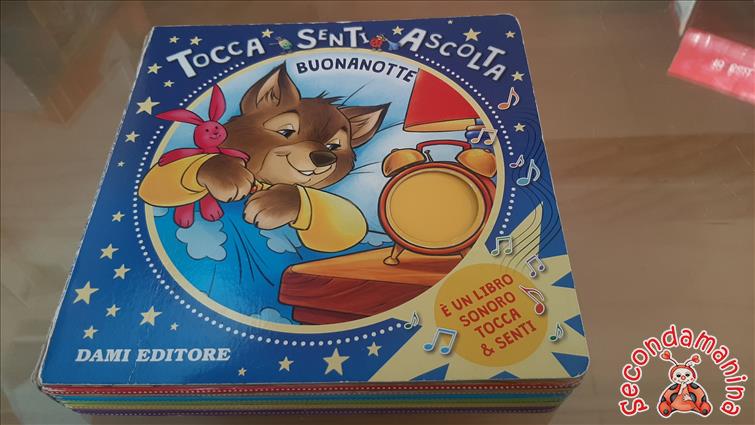 TOCCA SENTI ASCOLTA
BUONANOTTE
È UN LIBRO
SONORO
TOCCA
& SENTI
DAMI EDITORE
Secondamanina